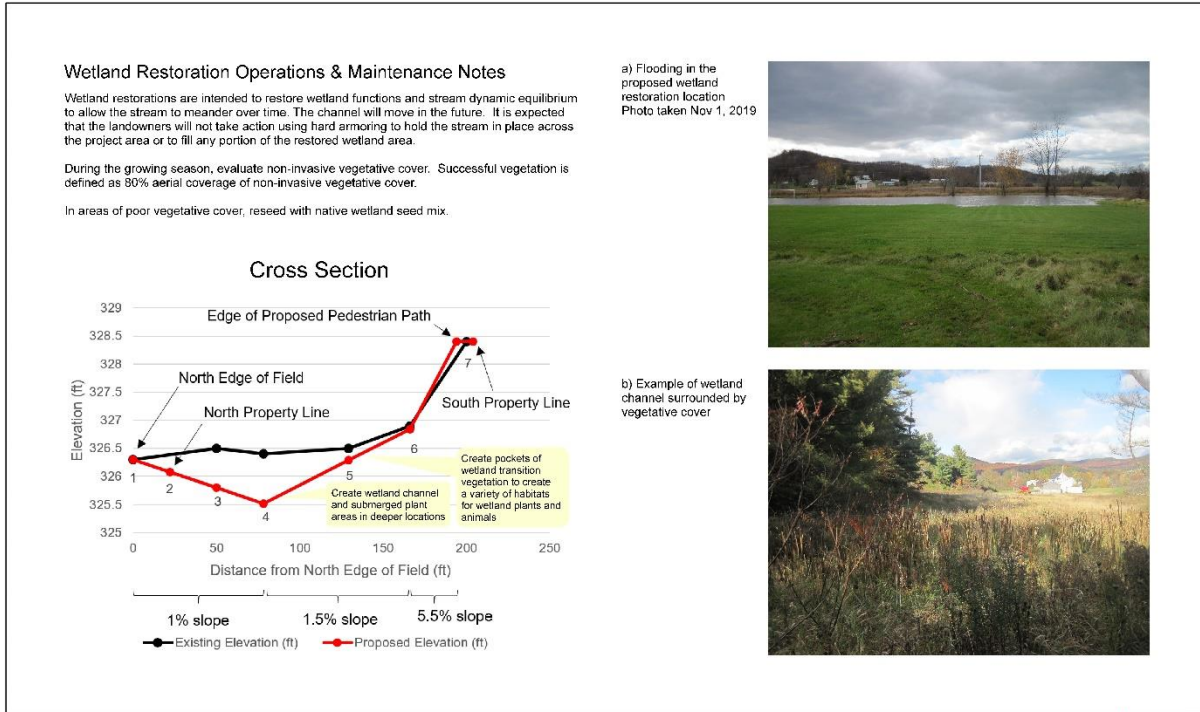 Wetland Restoration Operations & Maintenance Notes
Wetland restorations are intended to restore wetland functions and stream dynamic equilibrium
to allow the stream to meander over time. The channel will move in the future.  It is expected
that the landowners will not take action using hard armoring to hold the stream in place across
the project area or to fill any portion of the restored wetland area.
During the growing season, evaluate non-invasive vegetative cover.  Successful vegetation is
defined as 80% aerial coverage of non-invasive vegetative cover.
In areas of poor vegetative cover, reseed with native wetland seed mix.
Cross Section
329
328.5
328
327.5
327
326.5
326
325.5
325
Elevation (ft)
Edge of Proposed Pedestrian Path
North Edge of Field
North Property Line
South Property Line
1
2
3
4
5
6
7
Create wetland channel
and submerged plant
areas in deeper locations
Create pockets of
wetland transition
vegetation to create
a variety of habitats
for wetland plants and
animals
0
50
100
150
200
250
Distance from North Edge of Field (ft)
1% slope
1.5% slope
5.5% slope
Existing Elevation (ft)
Proposed Elevation (ft)
a) Flooding in the
proposed wetland
restoration location
Photo taken Nov 1, 2019
b) Example of wetland
channel surrounded by
vegetative cover